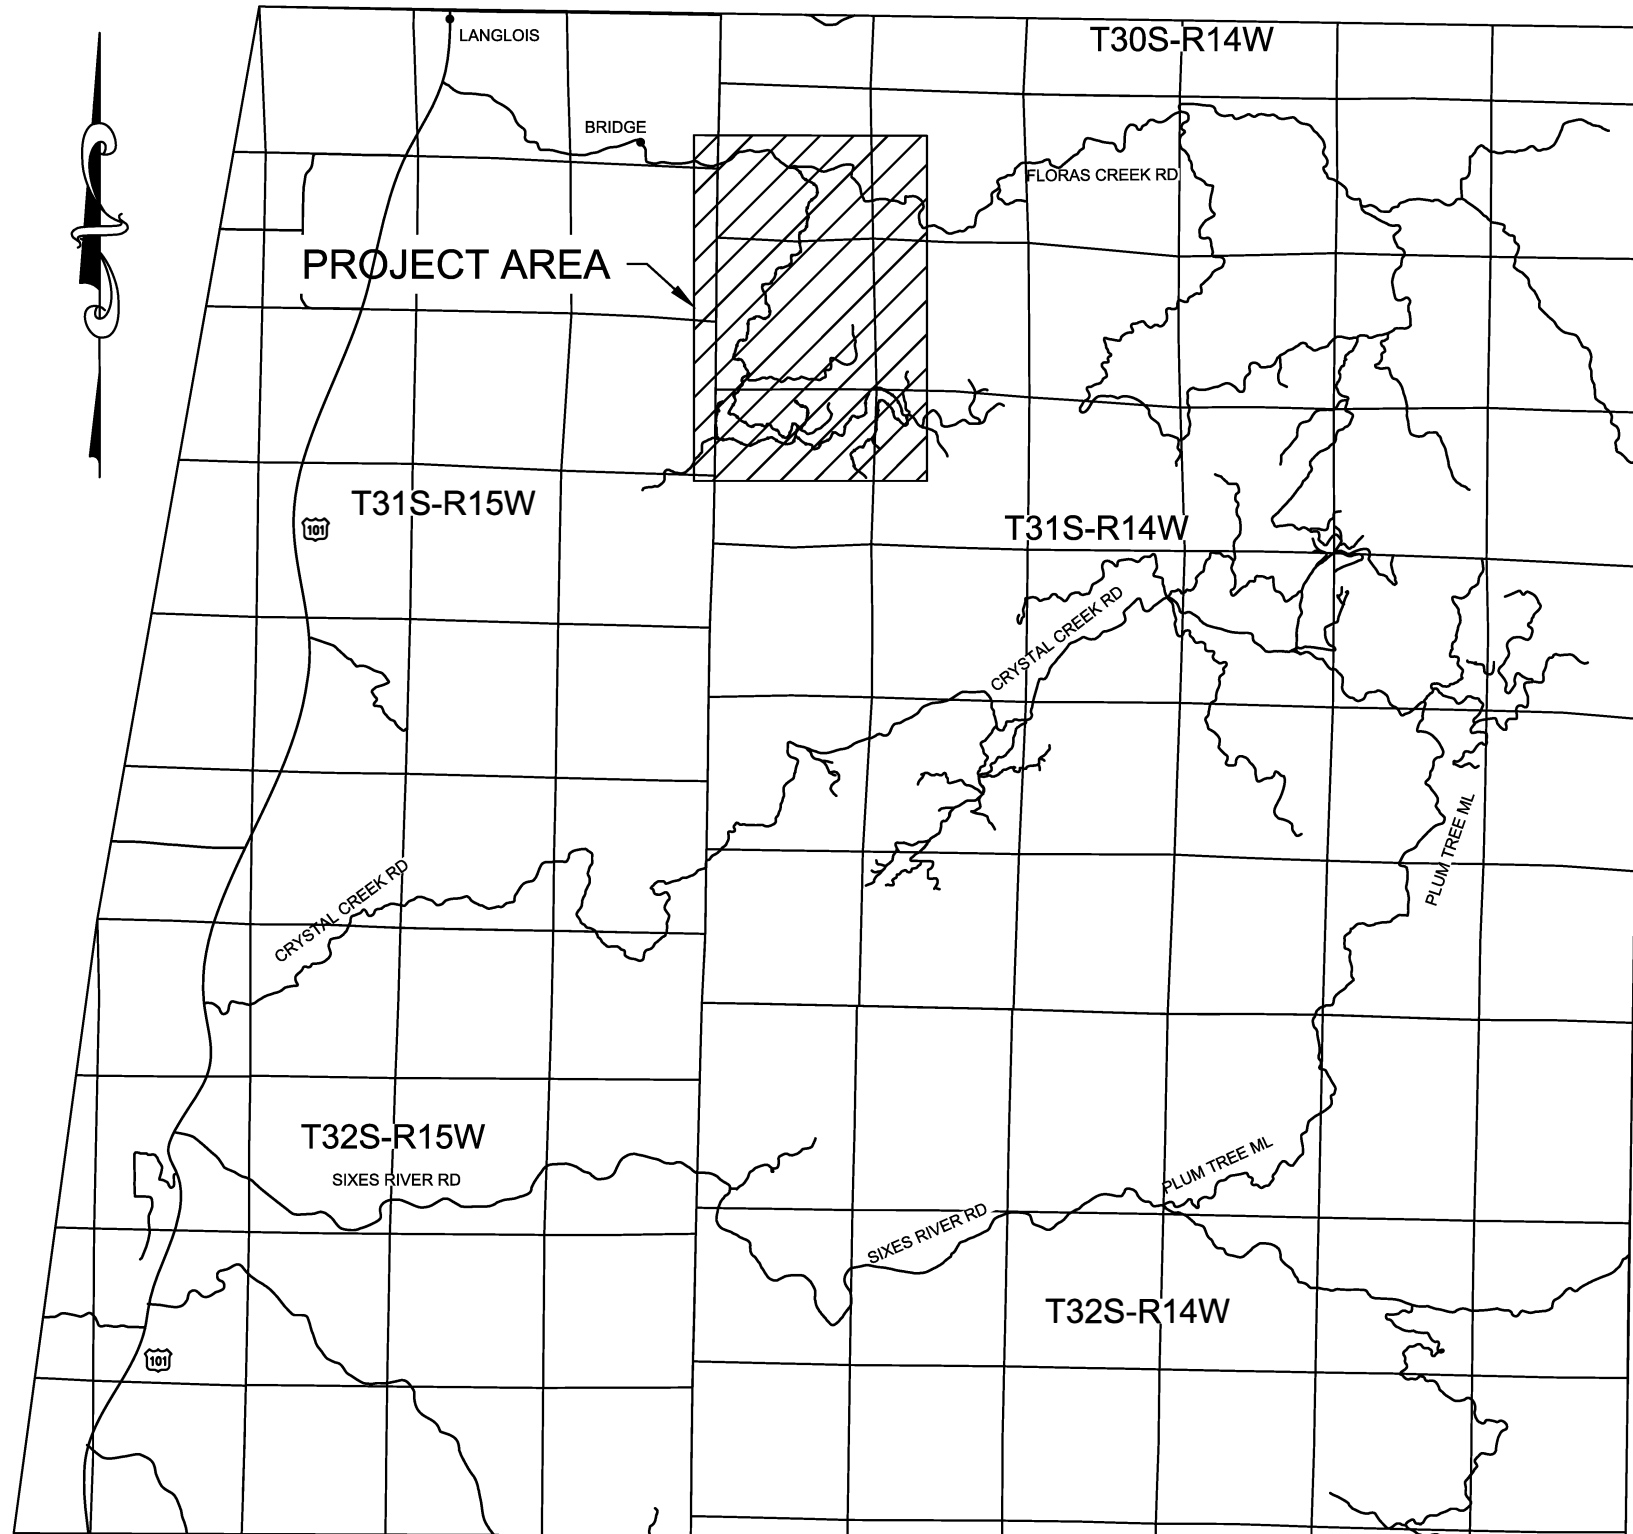 LANGLOIS
T30S-R14W
BRIDGE
FLORAS CREEK RD
PROJECT AREA
T31S-R15W
101
T31S-R14W
CRYSTAL CREEK RD
PLUM TREE ML
CRYSTAL CREEK RD
T32S-R15W
SIXES RIVER RD
PLUM TREE ML
SIXES RIVER RD
T32S-R14W
101